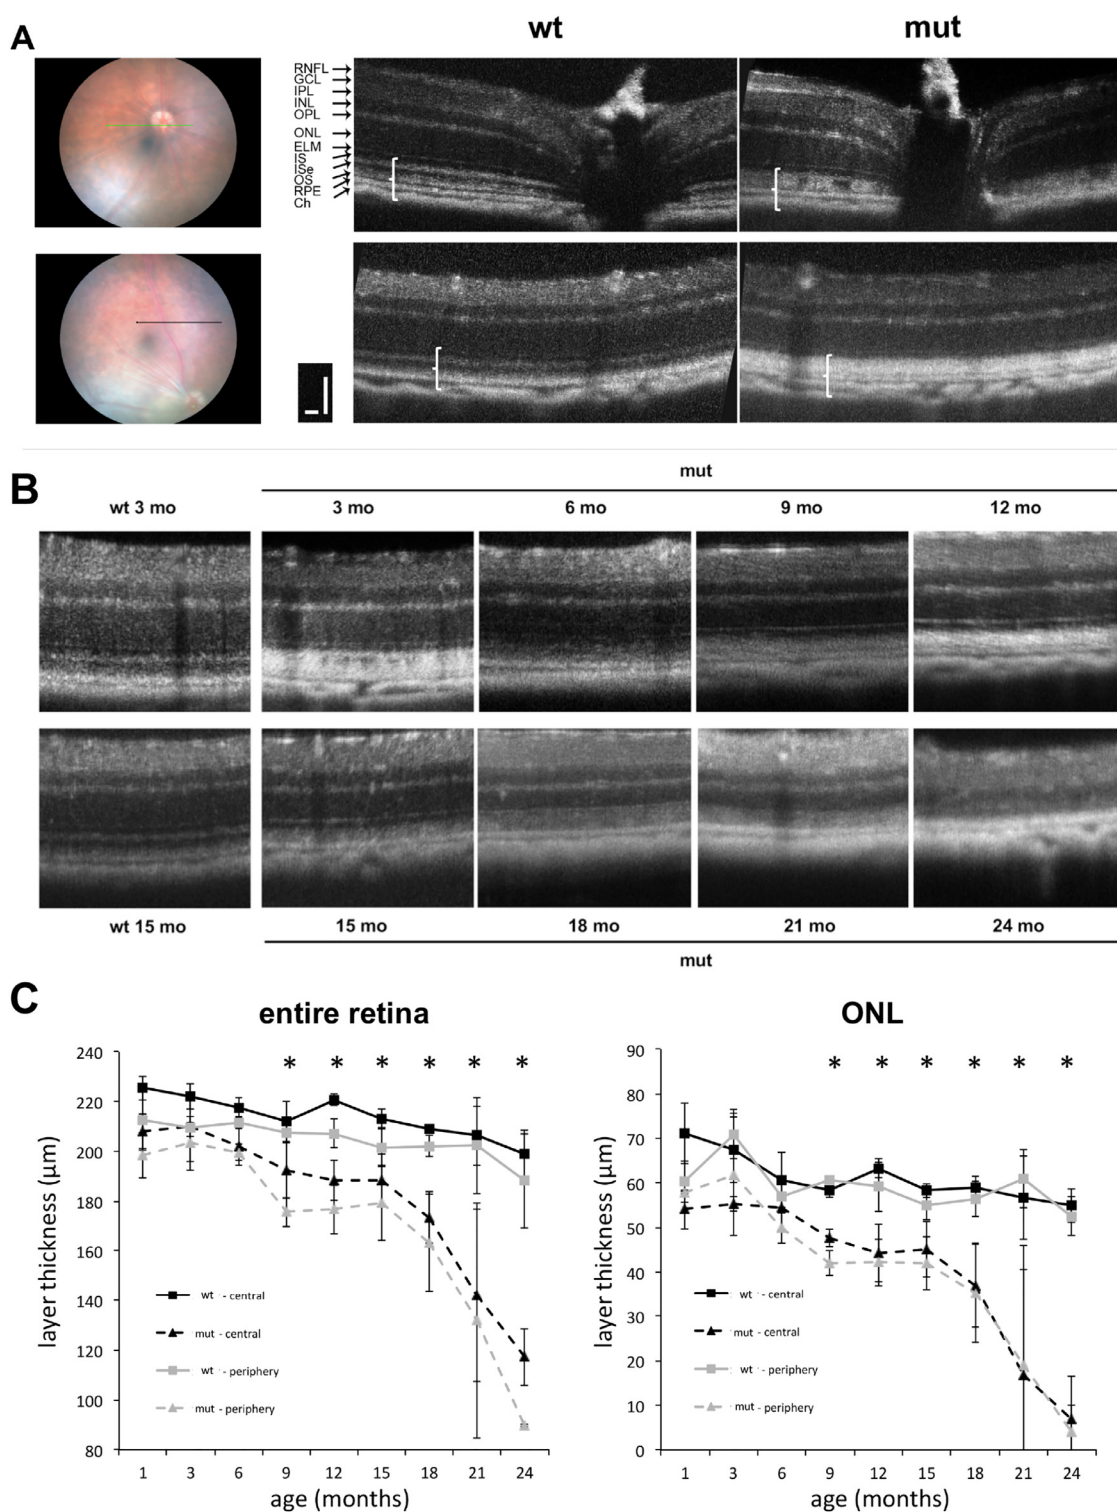 A
wt
mut
RNFL
GCL
IPL
INL
OPL
ONL
ELM
IS
ISe
OS
RPE
Ch
B
mut
wt 3 mo
3 mo
6 mo
9 mo
12 mo
wt 15 mo
15 mo
18 mo
21 mo
24 mo
mut
C
entire retina
* * * * * *
layer thickness (µm)
240
220
200
180
160
140
120
100
80
wt - central
mut - central
wt - periphery
mut - periphery
1 3 6 9 12 15 18 21 24
age (months)
ONL
* * * * * *
layer thickness (µm)
90
80
70
60
50
40
30
20
10
0
wt - central
mut - central
wt - periphery
mut - periphery
1 3 6 9 12 15 18 21 24
age (months)